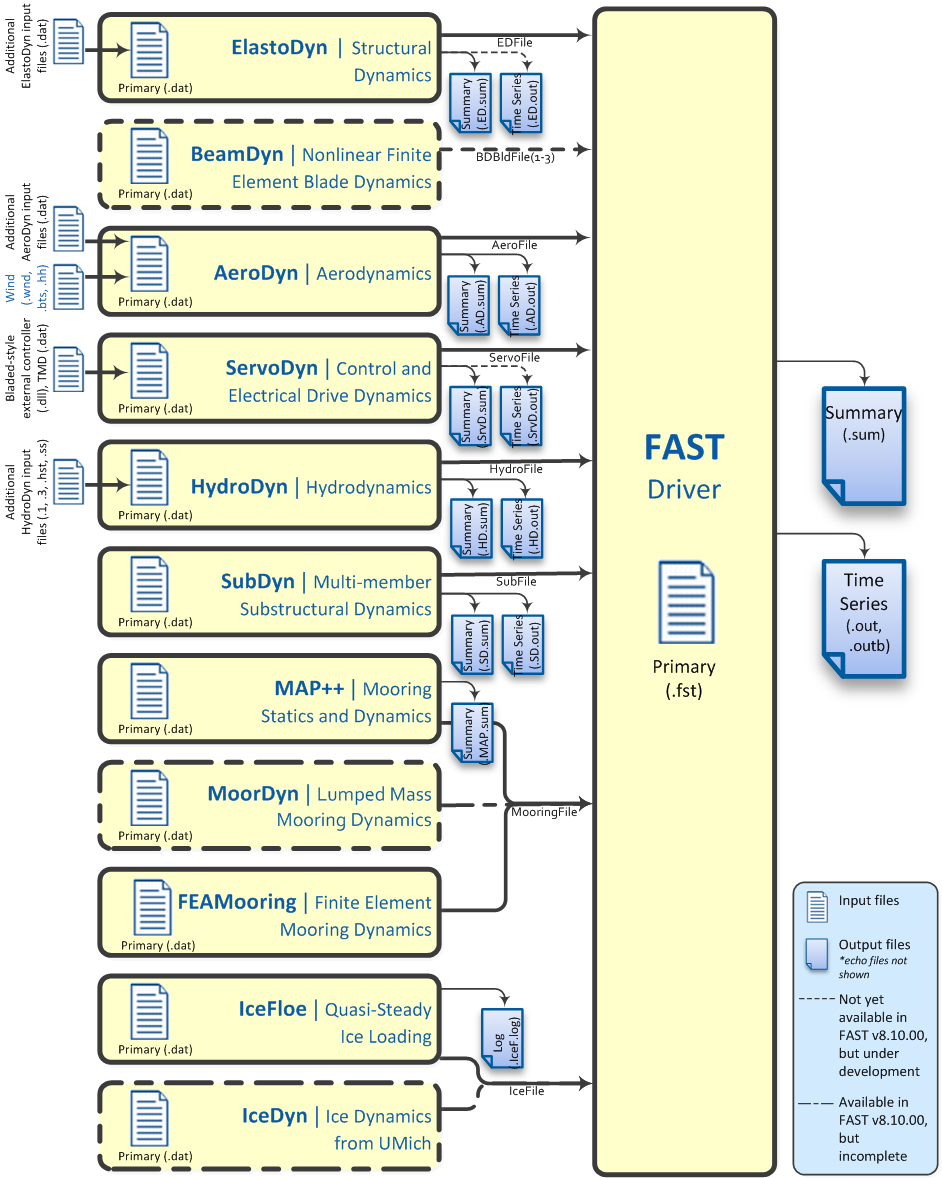 Additional
ElastoDyn input
files (.dat)
Primary (.dat)
ElastoDyn | Structural
Dynamics
EDFile
Summary
(.ED.sum)
Time Series
(.ED.out)
Primary (.dat)
BeamDyn | Nonlinear Finite
Element Blade Dynamics
BDBldFile(1-3)
Additional
AeroDyn input
files (.dat)
Wind
(.wnd,
.bts, .hh)
Primary (.dat)
AeroDyn | Aerodynamics
AeroFile
Summary
(.AD.sum)
Time Series
(.AD.out)
Bladed-style
external controller
(.dll), TMD (.dat)
Primary (.dat)
ServoDyn | Control and
Electrical Drive Dynamics
ServoFile
Summary
(.SrvD.sum)
Time Series
(.SrvD.out)
Additional
HydroDyn input
files (.1, .3, .hst, .ss)
Primary (.dat)
HydroDyn | Hydrodynamics
HydroFile
Summary
(.HD.sum)
Time Series
(.HD.out)
Primary (.dat)
SubDyn | Multi-member
Substructural Dynamics
SubFile
Summary
(.SD.sum)
Time Series
(.SD.out)
Primary (.dat)
MAP++ | Mooring
Statics and Dynamics
Summary
(.MAP.sum)
Primary (.dat)
MoorDyn | Lumped Mass
Mooring Dynamics
MooringFile
Primary (.dat)
FEAMooring | Finite Element
Mooring Dynamics
Primary (.dat)
IceFloe | Quasi-Steady
Ice Loading
Log
(.IceF.log)
IceFile
Primary (.dat)
IceDyn | Ice Dynamics
from UMich
FAST
Driver
Primary
(.fst)
Summary
(.sum)
Time
Series
(.out,
.outb)
Input files
Output files
*echo files not
shown
Not yet
available in
FAST v8.10.00,
but under
development
Available in
FAST v8.10.00,
but
incomplete